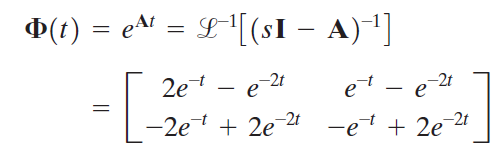 Φ(t) = e^{At} = ℒ⁻¹[(sI − A)⁻¹]
= [ 2e^{−t} − e^{−2t}   e^{−t} − e^{−2t}
−2e^{−t} + 2e^{−2t}   −e^{−t} + 2e^{−2t} ]